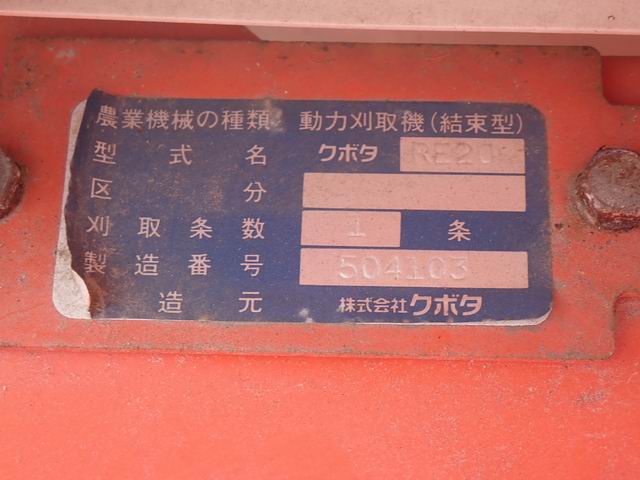 農業機械の種類 動力刈取機(結束型)
型式名 クボタ RE20
区分
刈取条数 1 条
製造番号 504103
造元 株式会社クボタ